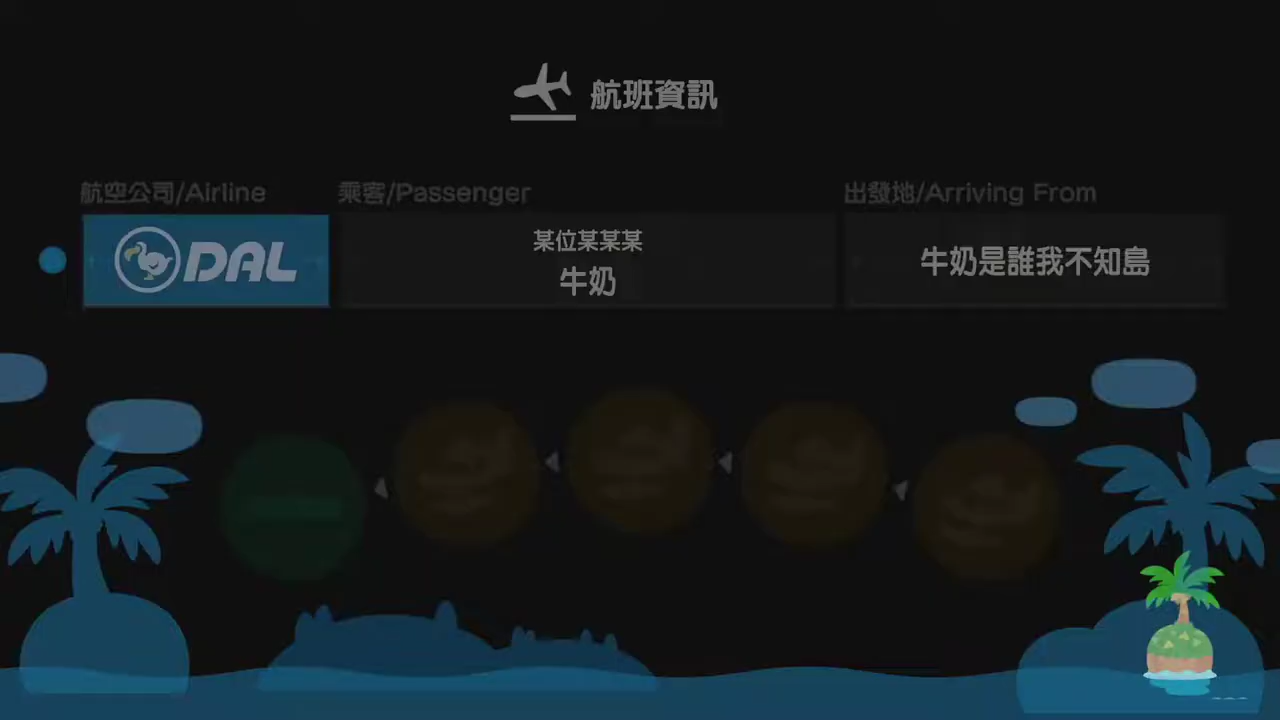 航班資訊
航空公司/Airline
乘客/Passenger
出發地/Arriving From
DAL
某位某某某
牛奶
牛奶是誰我不知島